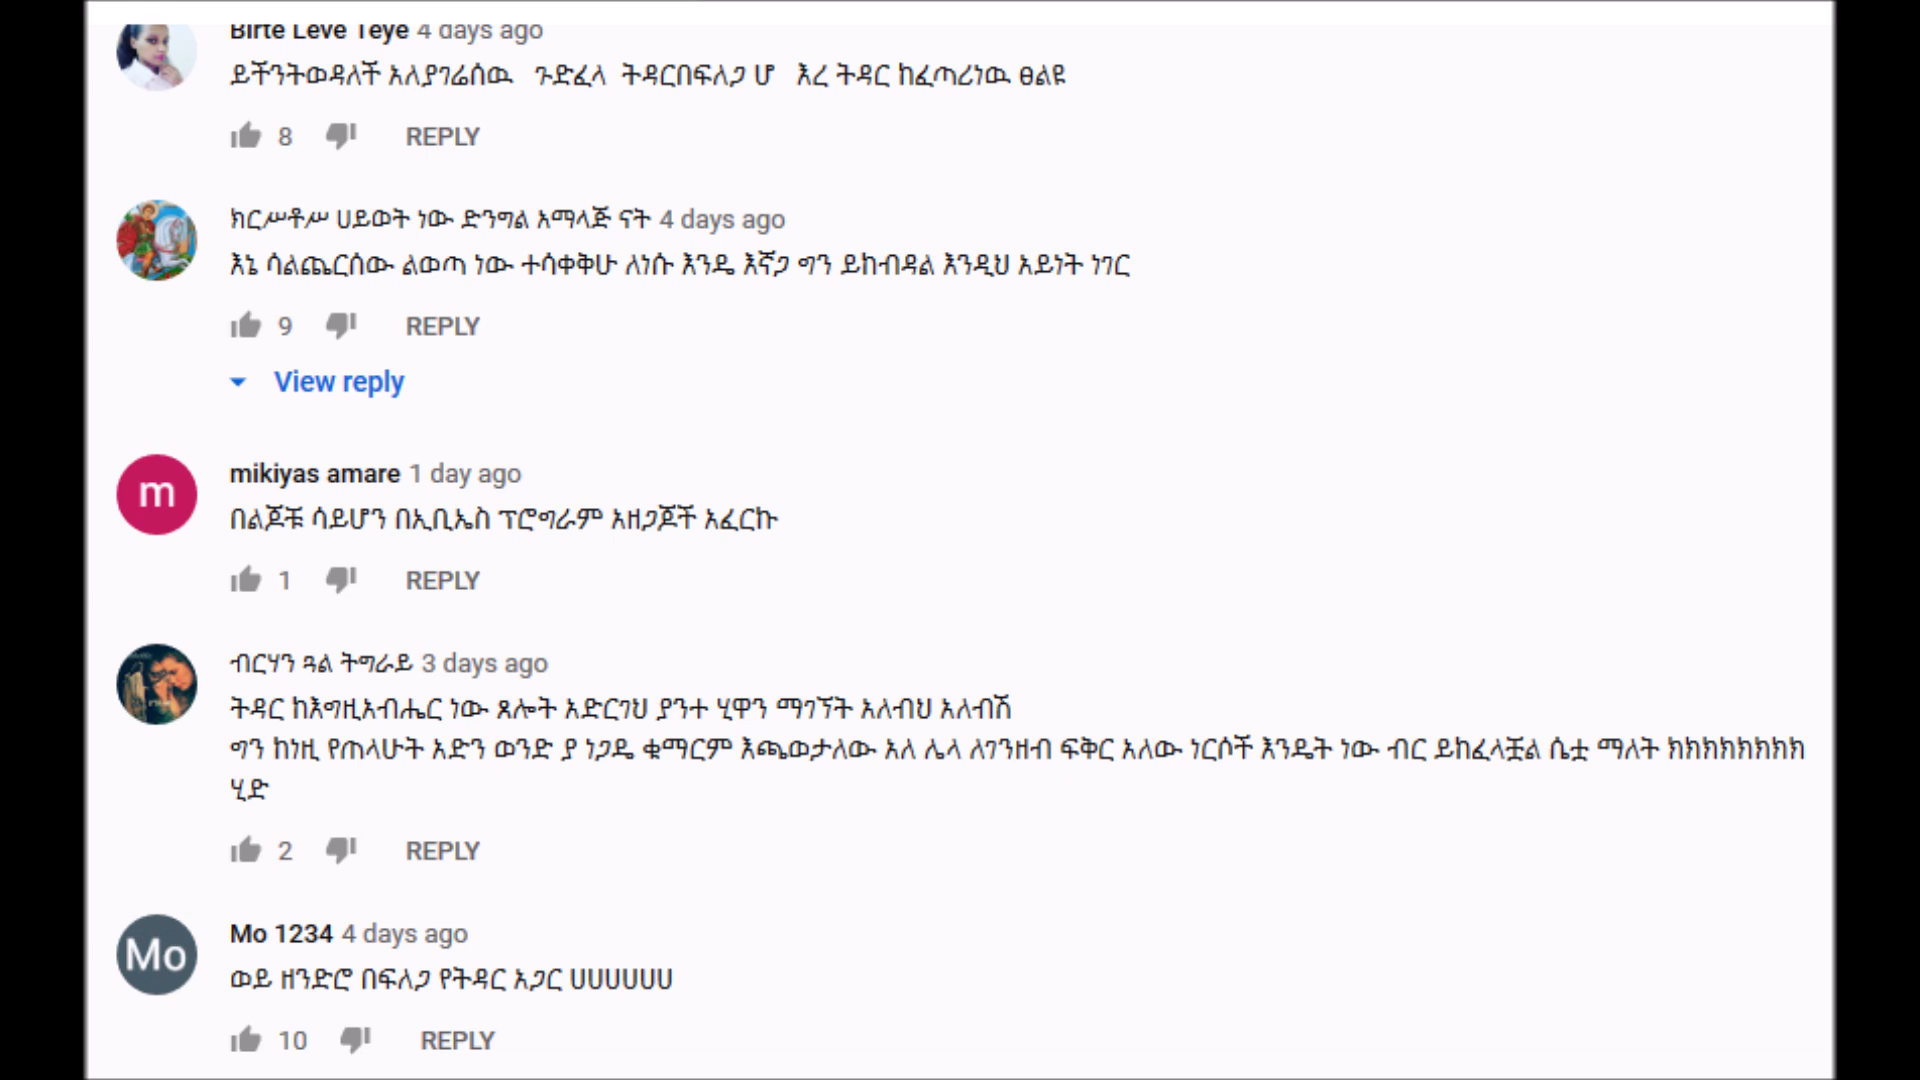 Birte Leve Teye 4 days ago
ይችንትወዳለች አለያገሬሰዉ ጉድፈላ ትዳርበፍለጋ ሆ እረ ትዳር ከፈጣሪነዉ ፀልዩ
8 REPLY
ክርሥቶሥ ሀይወት ነው ድንግል አማላጅ ናት 4 days ago
እኔ ሳልጨርሰው ልወጣ ነው ተሳቀቅሁ ለነሱ እንዴ እኛጋ ግን ይከብዳል እንዲህ አይነት ነገር
9 REPLY
View reply
m
mikiyas amare 1 day ago
በልጆቹ ሳይሆን በኢቢኤስ ፕሮግራም አዘጋጆች አፈርኩ
1 REPLY
ብርሃን ጓል ትግራይ 3 days ago
ትዳር ከእግዚአብሔር ነው ጸሎት አድርገህ ያንተ ሂዋን ማገኘት አለብህ አለብሽ
ግን ከነዚ የጠላሁት አድን ወንድ ያ ነጋዴ ቁማርም እጫወታለው አለ ሌላ ለገንዘብ ፍቅር አለው ነርሶች እንዴት ነው ብር ይከፈላቿል ሴቷ ማለት ክክክክክክክክ
ሂድ
2 REPLY
Mo
Mo 1234 4 days ago
ወይ ዘንድሮ በፍለጋ የትዳር አጋር ሀሀሀሀሀሀ
10 REPLY